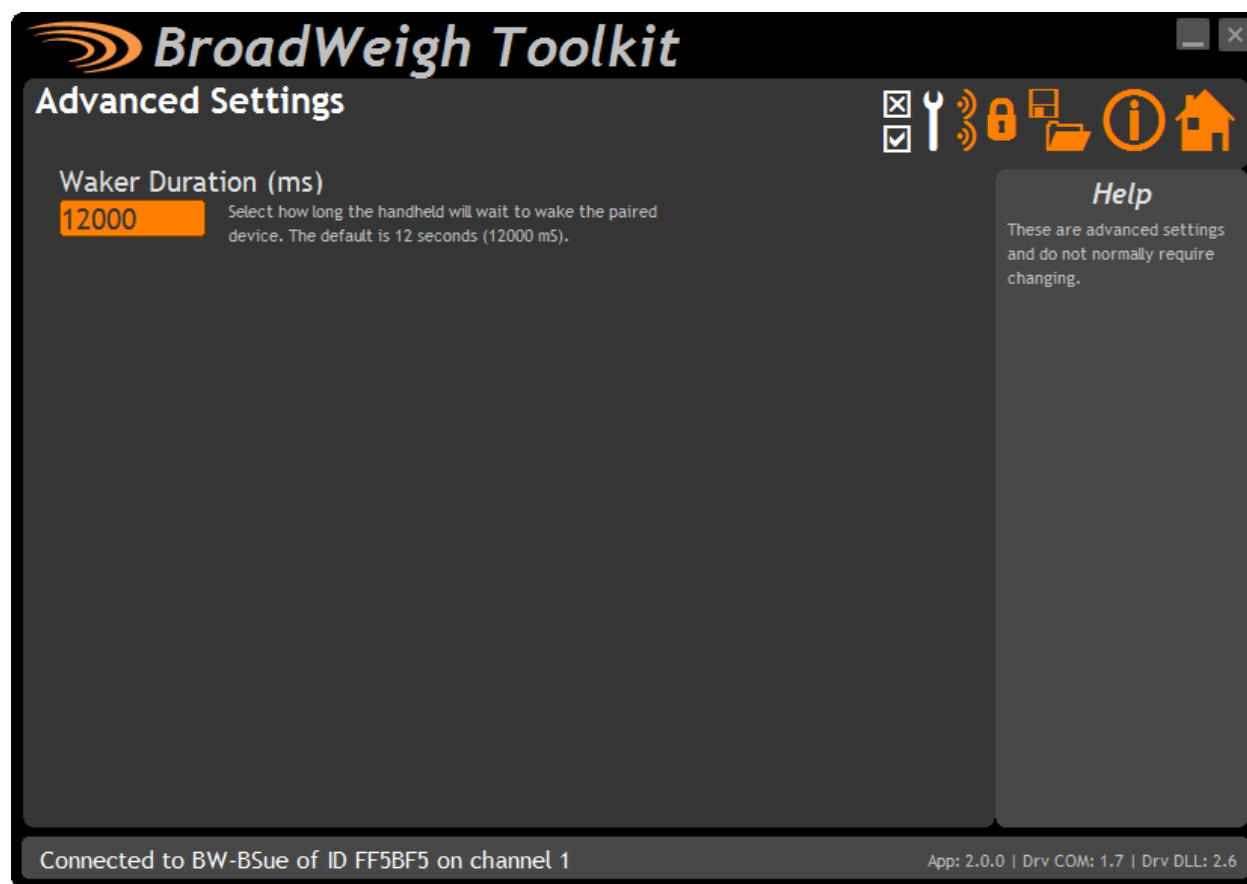 BroadWeigh Toolkit
Advanced Settings
Waker Duration (ms)
12000
Select how long the handheld will wait to wake the paired
device. The default is 12 seconds (12000 mS).
Help
These are advanced settings
and do not normally require
changing.
Connected to BW-BSue of ID FF5BF5 on channel 1
App: 2.0.0 | Drv COM: 1.7 | Drv DLL: 2.6